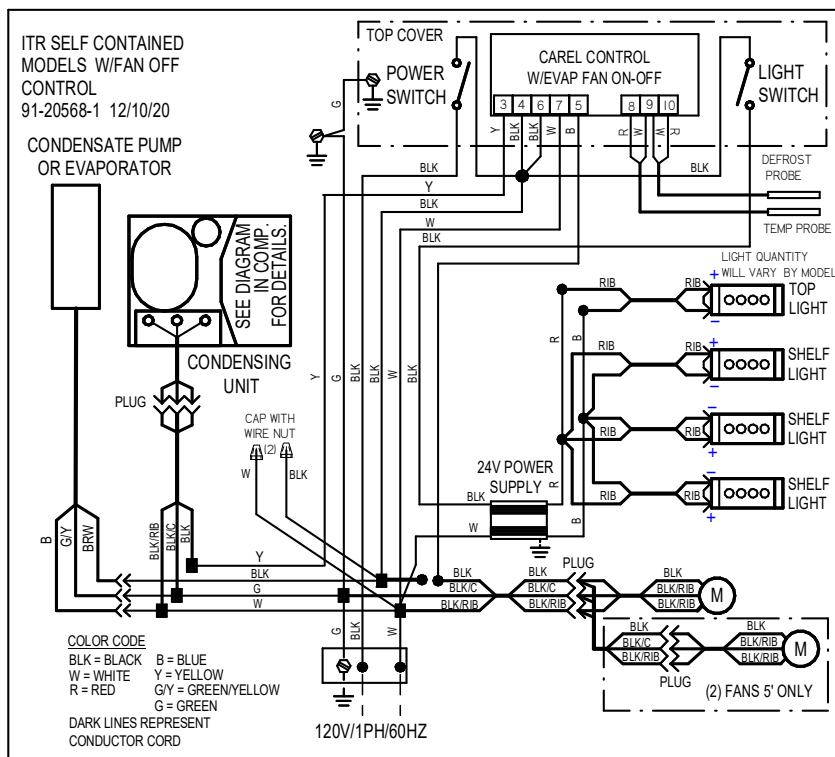 ITR SELF CONTAINED
MODELS W/FAN OFF
CONTROL
91-20568-1 12/10/20
TOP COVER
POWER
SWITCH
CAREL CONTROL
W/EVAP FAN ON-OFF
3 4 6 7 5 8 9 10
LIGHT
SWITCH
G
Y BLK BLK W B R W W R
CONDENSATE PUMP
OR EVAPORATOR
BLK
Y
BLK
W
BLK
BLK
DEFROST
PROBE
TEMP PROBE
SEE DIAGRAM
IN COMP.
FOR DETAILS.
CONDENSING
UNIT
PLUG
LIGHT QUANTITY
WILL VARY BY MODEL
RIB RIB + TOP
LIGHT
−
R B
RIB RIB + SHELF
LIGHT
−
RIB RIB − SHELF
LIGHT
+
RIB RIB − SHELF
LIGHT
+
Y G BLK BLK W
CAP WITH
WIRE NUT
(2)
W BLK
24V POWER
SUPPLY
BLK
W
R
B
B G/Y BRW
BLK/RIB BLK/C BLK
Y
BLK
G
W
BLK
BLK/C
BLK/RIB
PLUG
BLK
BLK/RIB
M
BLK
BLK/C
BLK/RIB
PLUG
BLK
BLK/RIB
M
(2) FANS 5' ONLY
G BLK W
120V/1PH/60HZ
COLOR CODE
BLK = BLACK B = BLUE
W = WHITE Y = YELLOW
R = RED G/Y = GREEN/YELLOW
G = GREEN
DARK LINES REPRESENT
CONDUCTOR CORD